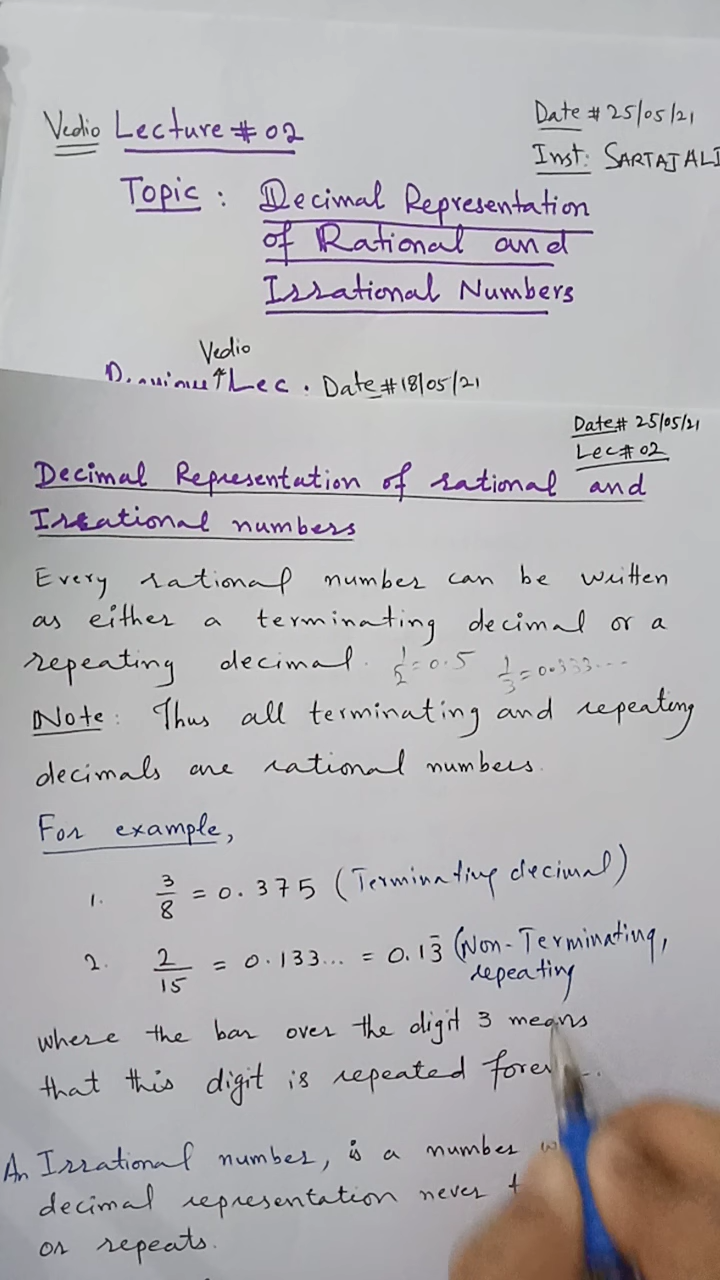 Vedio Lecture # 02
Date # 25/05/21
Inst: SARTAJ ALI
Topic: Decimal Representation
of Rational and
Irrational Numbers
Vedio
Lec. Date # 18/05/21
Date# 25/05/21
Lec# 02
Decimal Representation of rational and
Irrational numbers
Every rational number can be written
as either a terminating decimal or a
repeating decimal. 1/2 = 0.5 1/3 = 0.333...
Note: Thus all terminating and repeating
decimals are rational numbers.
For example,
1. 3/8 = 0.375 (Terminating decimal)
2. 2/15 = 0.133... = 0.13̄ (Non-Terminating,
repeating
where the bar over the digit 3 means
that this digit is repeated
An Irrational number, is a number
decimal representation never
or repeats.